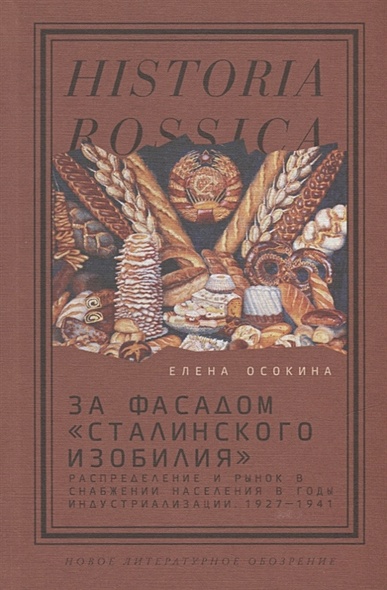 HISTORIA
ROSSICA
ЕЛЕНА ОСОКИНА
ЗА ФАСАДОМ
«СТАЛИНСКОГО
ИЗОБИЛИЯ»
РАСПРЕДЕЛЕНИЕ И РЫНОК В
СНАБЖЕНИИ НАСЕЛЕНИЯ В ГОДЫ
ИНДУСТРИАЛИЗАЦИИ. 1927—1941
НОВОЕ ЛИТЕРАТУРНОЕ ОБОЗРЕНИЕ